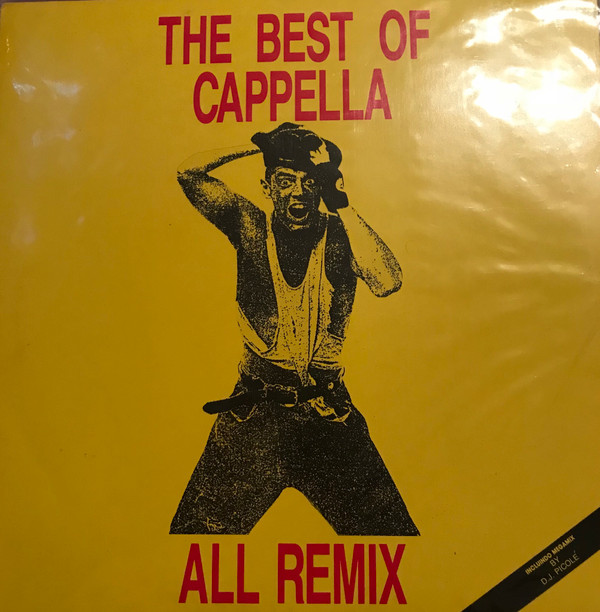 THE BEST OF
CAPPELLA
ALL REMIX
INCLUINDO MEGAMIX
BY
D.J. PICOLÉ